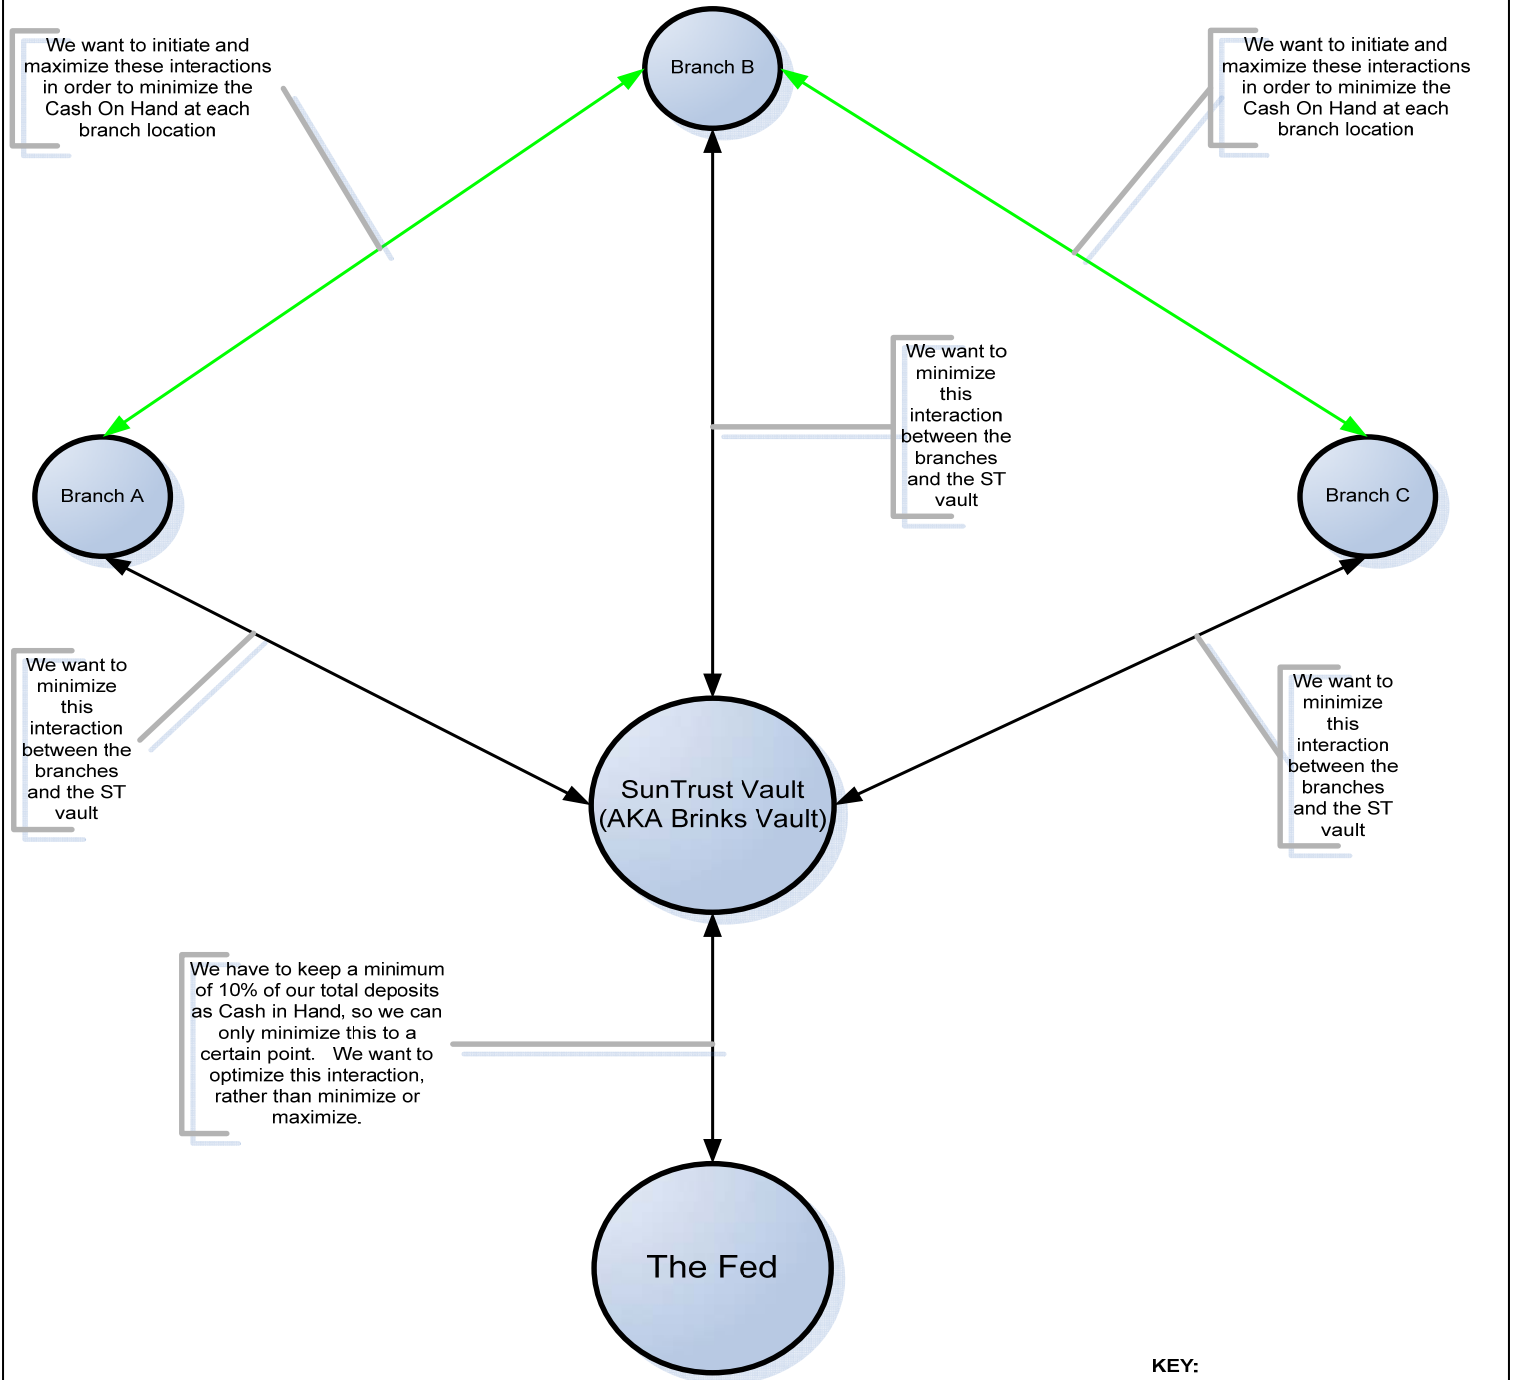 We want to initiate and
maximize these interactions
in order to minimize the
Cash On Hand at each
branch location
Branch B
We want to initiate and
maximize these interactions
in order to minimize the
Cash On Hand at each
branch location
We want to
minimize
this
interaction
between the
branches
and the ST
vault
Branch A
Branch C
We want to
minimize
this
interaction
between the
branches
and the ST
vault
SunTrust Vault
(AKA Brinks Vault)
We want to
minimize
this
interaction
between the
branches
and the ST
vault
We have to keep a minimum
of 10% of our total deposits
as Cash in Hand, so we can
only minimize this to a
certain point.   We want to
optimize this interaction,
rather than minimize or
maximize.
The Fed
KEY: